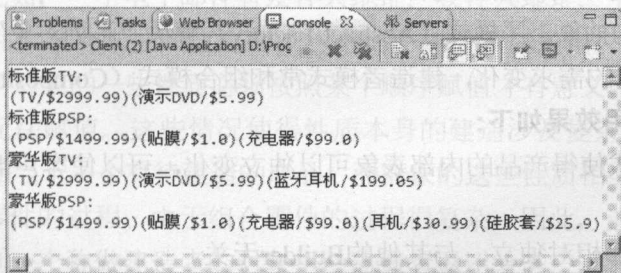 Problems Tasks Web Browser Console Servers
<terminated> Client (2) [Java Application] D:\Prog
标准版TV:
(TV/$2999.99)(演示DVD/$5.99)
标准版PSP:
(PSP/$1499.99)(贴膜/$1.0)(充电器/$99.0)
豪华版TV:
(TV/$2999.99)(演示DVD/$5.99)(蓝牙耳机/$199.05)
豪华版PSP:
(PSP/$1499.99)(贴膜/$1.0)(充电器/$99.0)(耳机/$30.99)(硅胶套/$25.9)